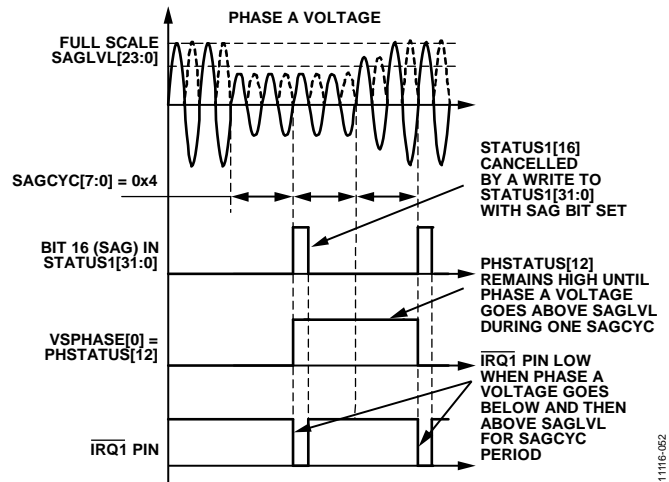 PHASE A VOLTAGE
FULL SCALE
SAGLVL[23:0]
SAGCYC[7:0] = 0x4
STATUS1[16]
CANCELLED
BY A WRITE TO
STATUS1[31:0]
WITH SAG BIT SET
BIT 16 (SAG) IN
STATUS1[31:0]
PHSTATUS[12]
REMAINS HIGH UNTIL
PHASE A VOLTAGE
GOES ABOVE SAGLVL
DURING ONE SAGCYC
VSPHASE[0] =
PHSTATUS[12]
IRQ1 PIN LOW
WHEN PHASE A
VOLTAGE GOES
BELOW AND THEN
ABOVE SAGLVL
FOR SAGCYC
PERIOD
IRQ1 PIN
11116-052